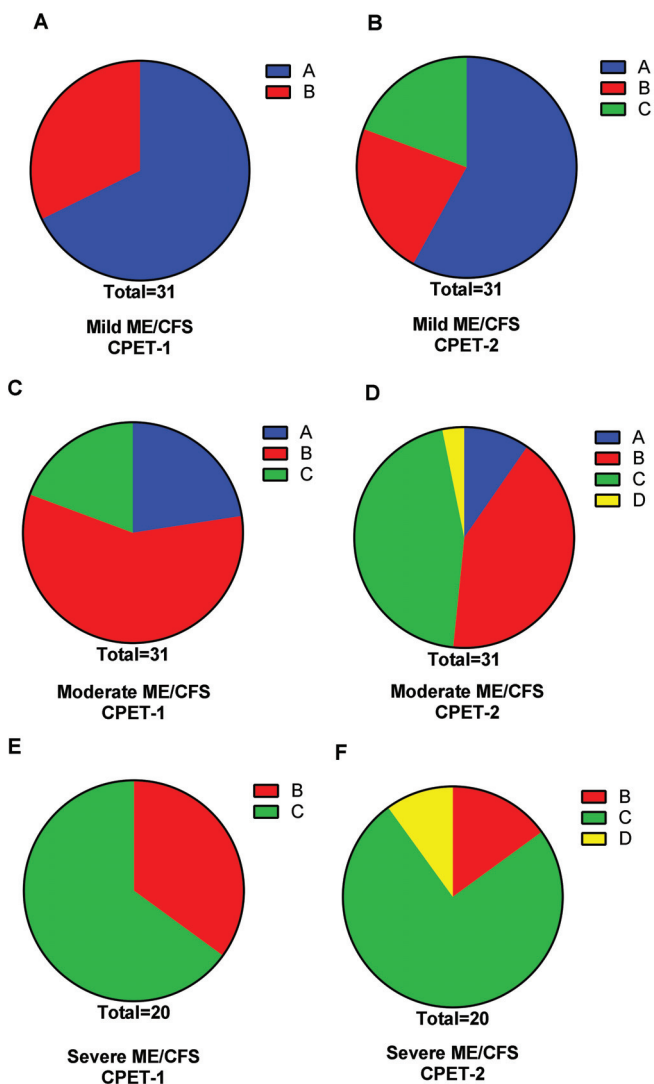 A
A
B
Total=31
Mild ME/CFS
CPET-1
B
A
B
C
Total=31
Mild ME/CFS
CPET-2
C
A
B
C
Total=31
Moderate ME/CFS
CPET-1
D
A
B
C
D
Total=31
Moderate ME/CFS
CPET-2
E
B
C
Total=20
Severe ME/CFS
CPET-1
F
B
C
D
Total=20
Severe ME/CFS
CPET-2